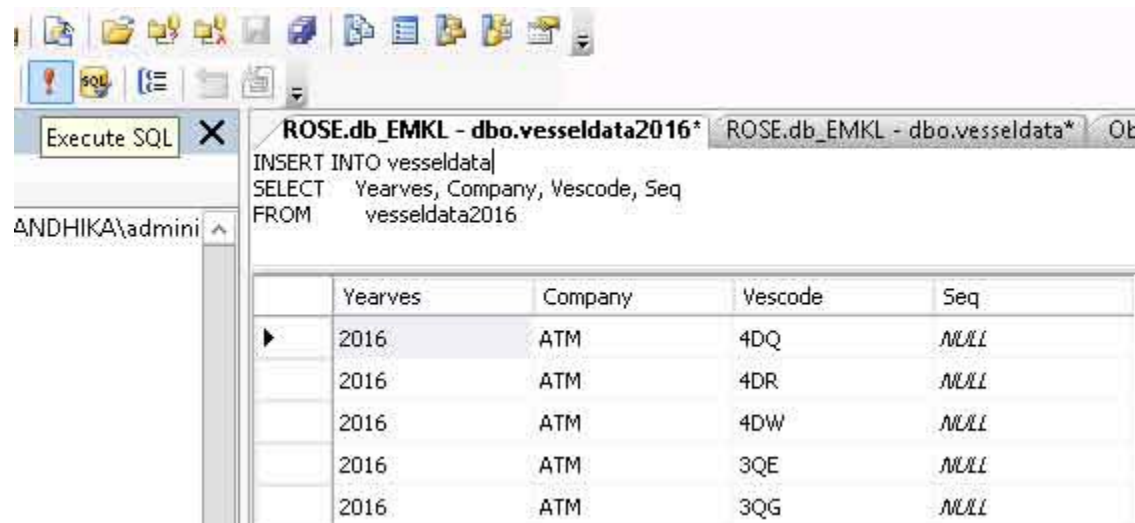 SQL
Execute SQL
ANDHIKA\admini
ROSE.db_EMKL - dbo.vesseldata2016* ROSE.db_EMKL - dbo.vesseldata* Ob
INSERT INTO vesseldata
SELECT Yearves, Company, Vescode, Seq
FROM vesseldata2016
Yearves Company Vescode Seq
2016 ATM 4DQ NULL
2016 ATM 4DR NULL
2016 ATM 4DW NULL
2016 ATM 3QE NULL
2016 ATM 3QG NULL